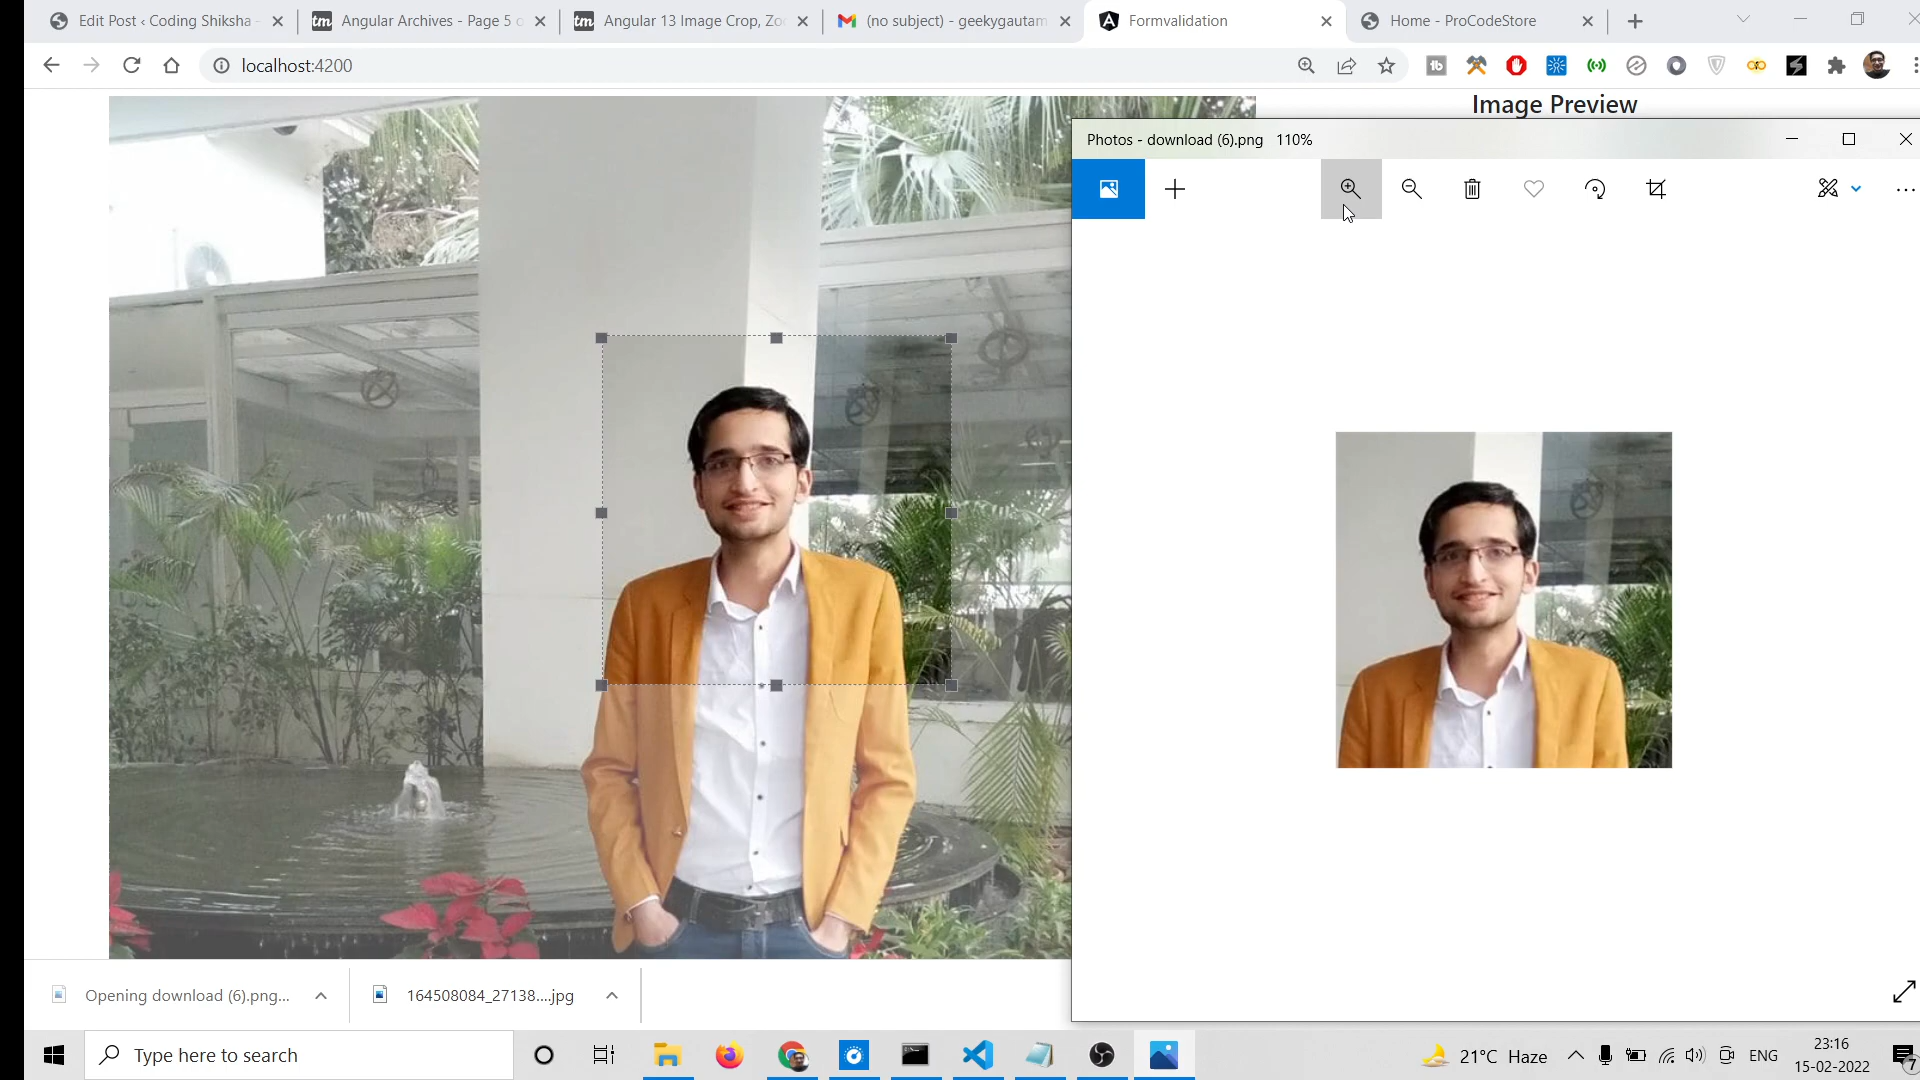 Edit Post ‹ Coding Shiksha -
Angular Archives - Page 5 o
Angular 13 Image Crop, Zoo
(no subject) - geekygautam
Formvalidation
Home - ProCodeStore
localhost:4200
Image Preview
Photos - download (6).png 110%
Opening download (6).png...
164508084_27138....jpg
Type here to search
21°C Haze
ENG
23:16
15-02-2022
7